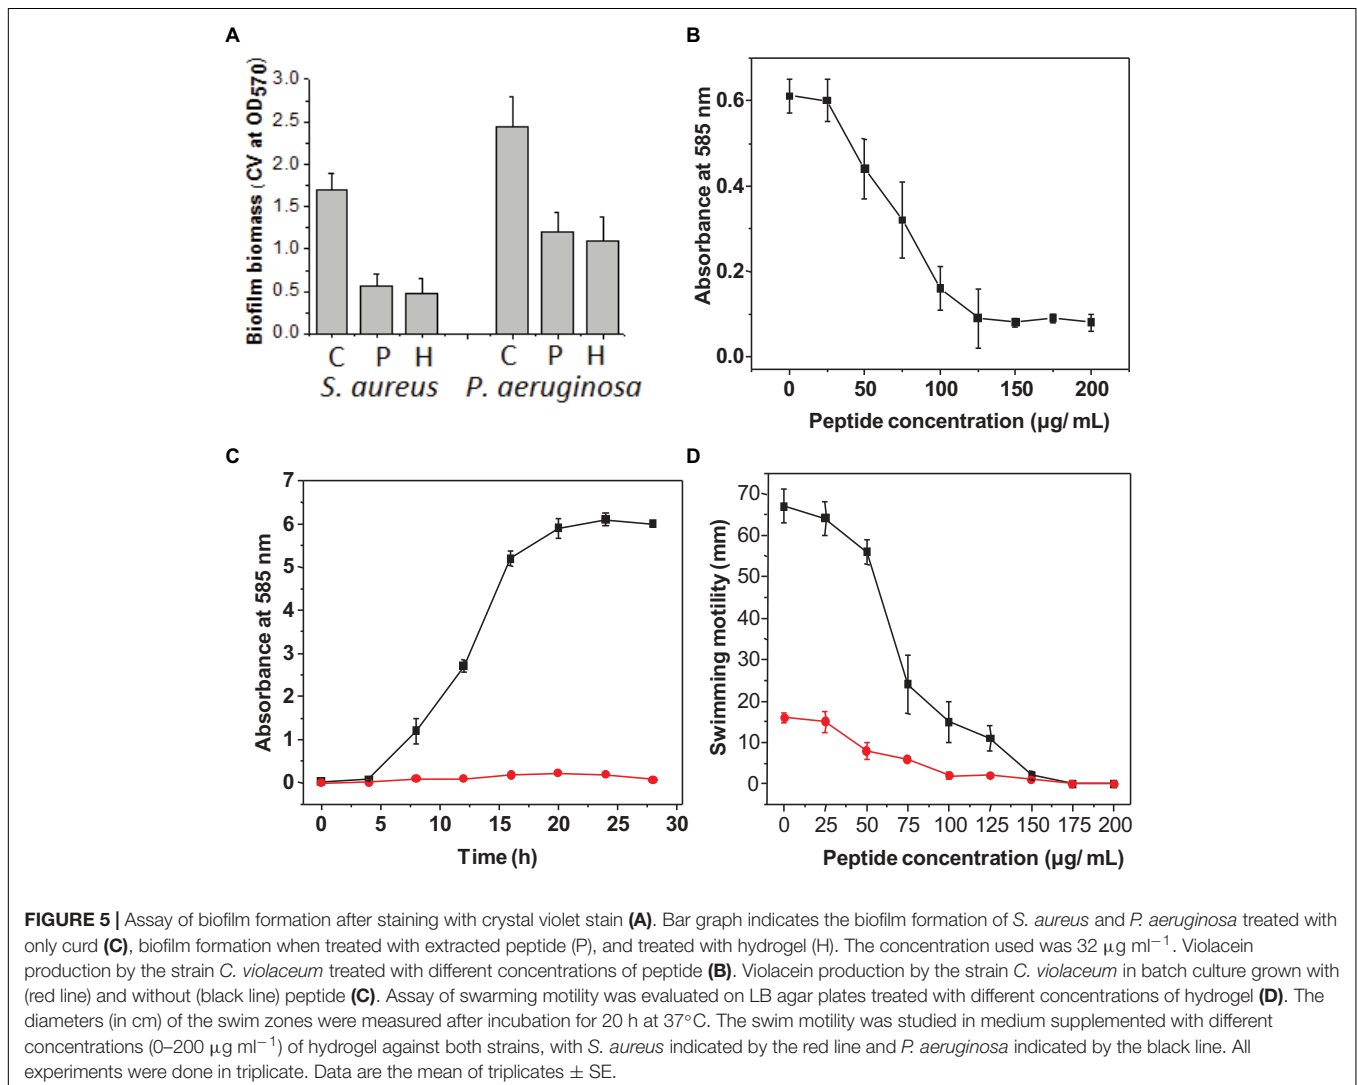 A
Biofilm biomass (CV at OD570)
3.0
2.5
2.0
1.5
1.0
0.5
0.0
C P H C P H
S. aureus P. aeruginosa
B
Absorbance at 585 nm
0.6
0.4
0.2
0.0
0 50 100 150 200
Peptide concentration (µg/ mL)
C
Absorbance at 585 nm
7
6
5
4
3
2
1
0
0 5 10 15 20 25 30
Time (h)
D
Swimming motility (mm)
70
60
50
40
30
20
10
0
0 25 50 75 100 125 150 175 200
Peptide concentration (µg/ mL)
FIGURE 5 | Assay of biofilm formation after staining with crystal violet stain (A). Bar graph indicates the biofilm formation of S. aureus and P. aeruginosa treated with
only curd (C), biofilm formation when treated with extracted peptide (P), and treated with hydrogel (H). The concentration used was 32 μg ml−1. Violacein
production by the strain C. violaceum treated with different concentrations of peptide (B). Violacein production by the strain C. violaceum in batch culture grown with
(red line) and without (black line) peptide (C). Assay of swarming motility was evaluated on LB agar plates treated with different concentrations of hydrogel (D). The
diameters (in cm) of the swim zones were measured after incubation for 20 h at 37°C. The swim motility was studied in medium supplemented with different
concentrations (0–200 μg ml−1) of hydrogel against both strains, with S. aureus indicated by the red line and P. aeruginosa indicated by the black line. All
experiments were done in triplicate. Data are the mean of triplicates ± SE.